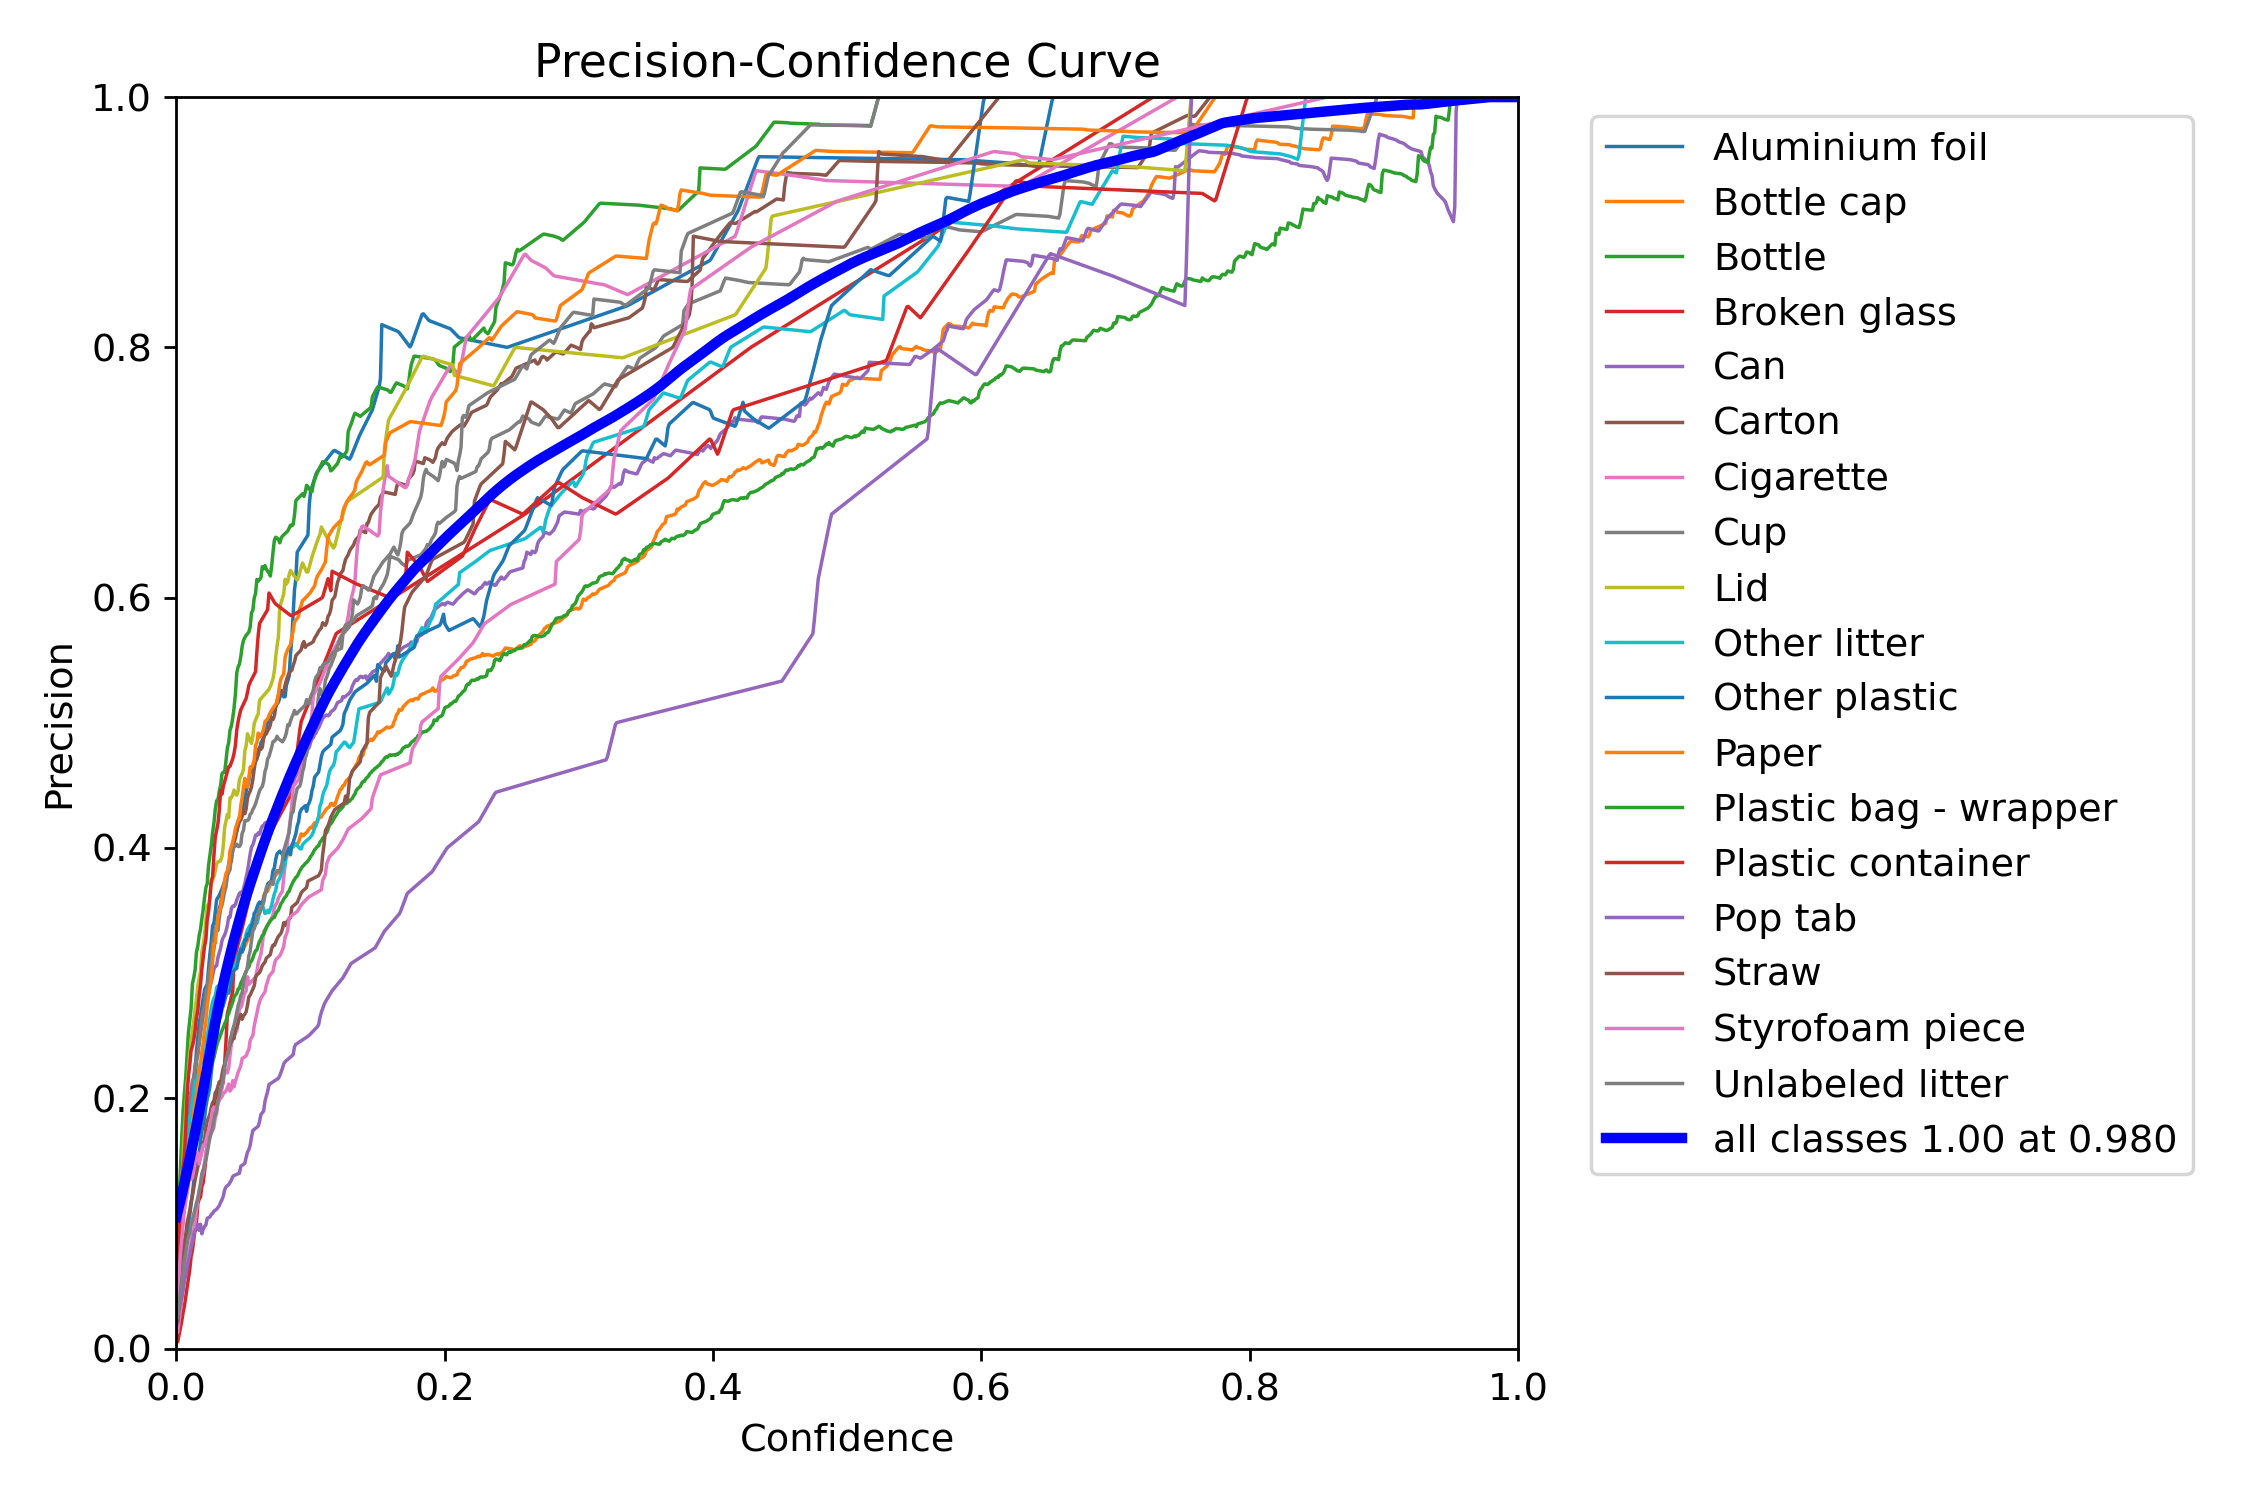 Precision-Confidence Curve
1.0
0.8
0.6
0.4
0.2
0.0
Precision
0.0 0.2 0.4 0.6 0.8 1.0
Confidence
Aluminium foil
Bottle cap
Bottle
Broken glass
Can
Carton
Cigarette
Cup
Lid
Other litter
Other plastic
Paper
Plastic bag - wrapper
Plastic container
Pop tab
Straw
Styrofoam piece
Unlabeled litter
all classes 1.00 at 0.980